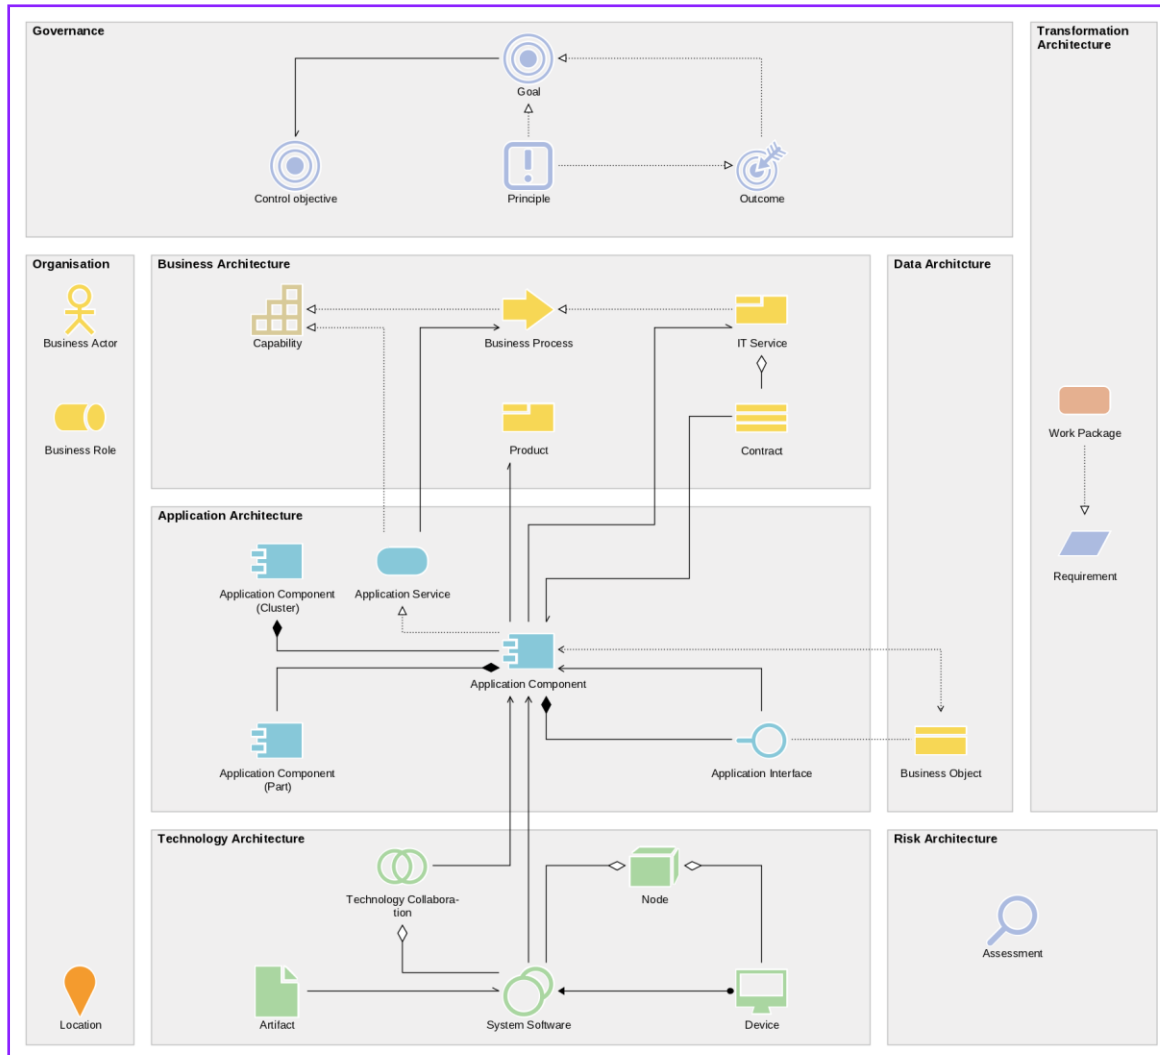 Governance
Transformation
Architecture
Goal
Control objective
Principle
Outcome
Organisation
Business Architecture
Data Architcture
Business Actor
Capability
Business Process
IT Service
Business Role
Product
Contract
Work Package
Application Architecture
Application Component
(Cluster)
Application Service
Requirement
Application Component
Application Component
(Part)
Application Interface
Business Object
Technology Architecture
Risk Architecture
Technology Collabora-
tion
Node
Assessment
Location
Artifact
System Software
Device